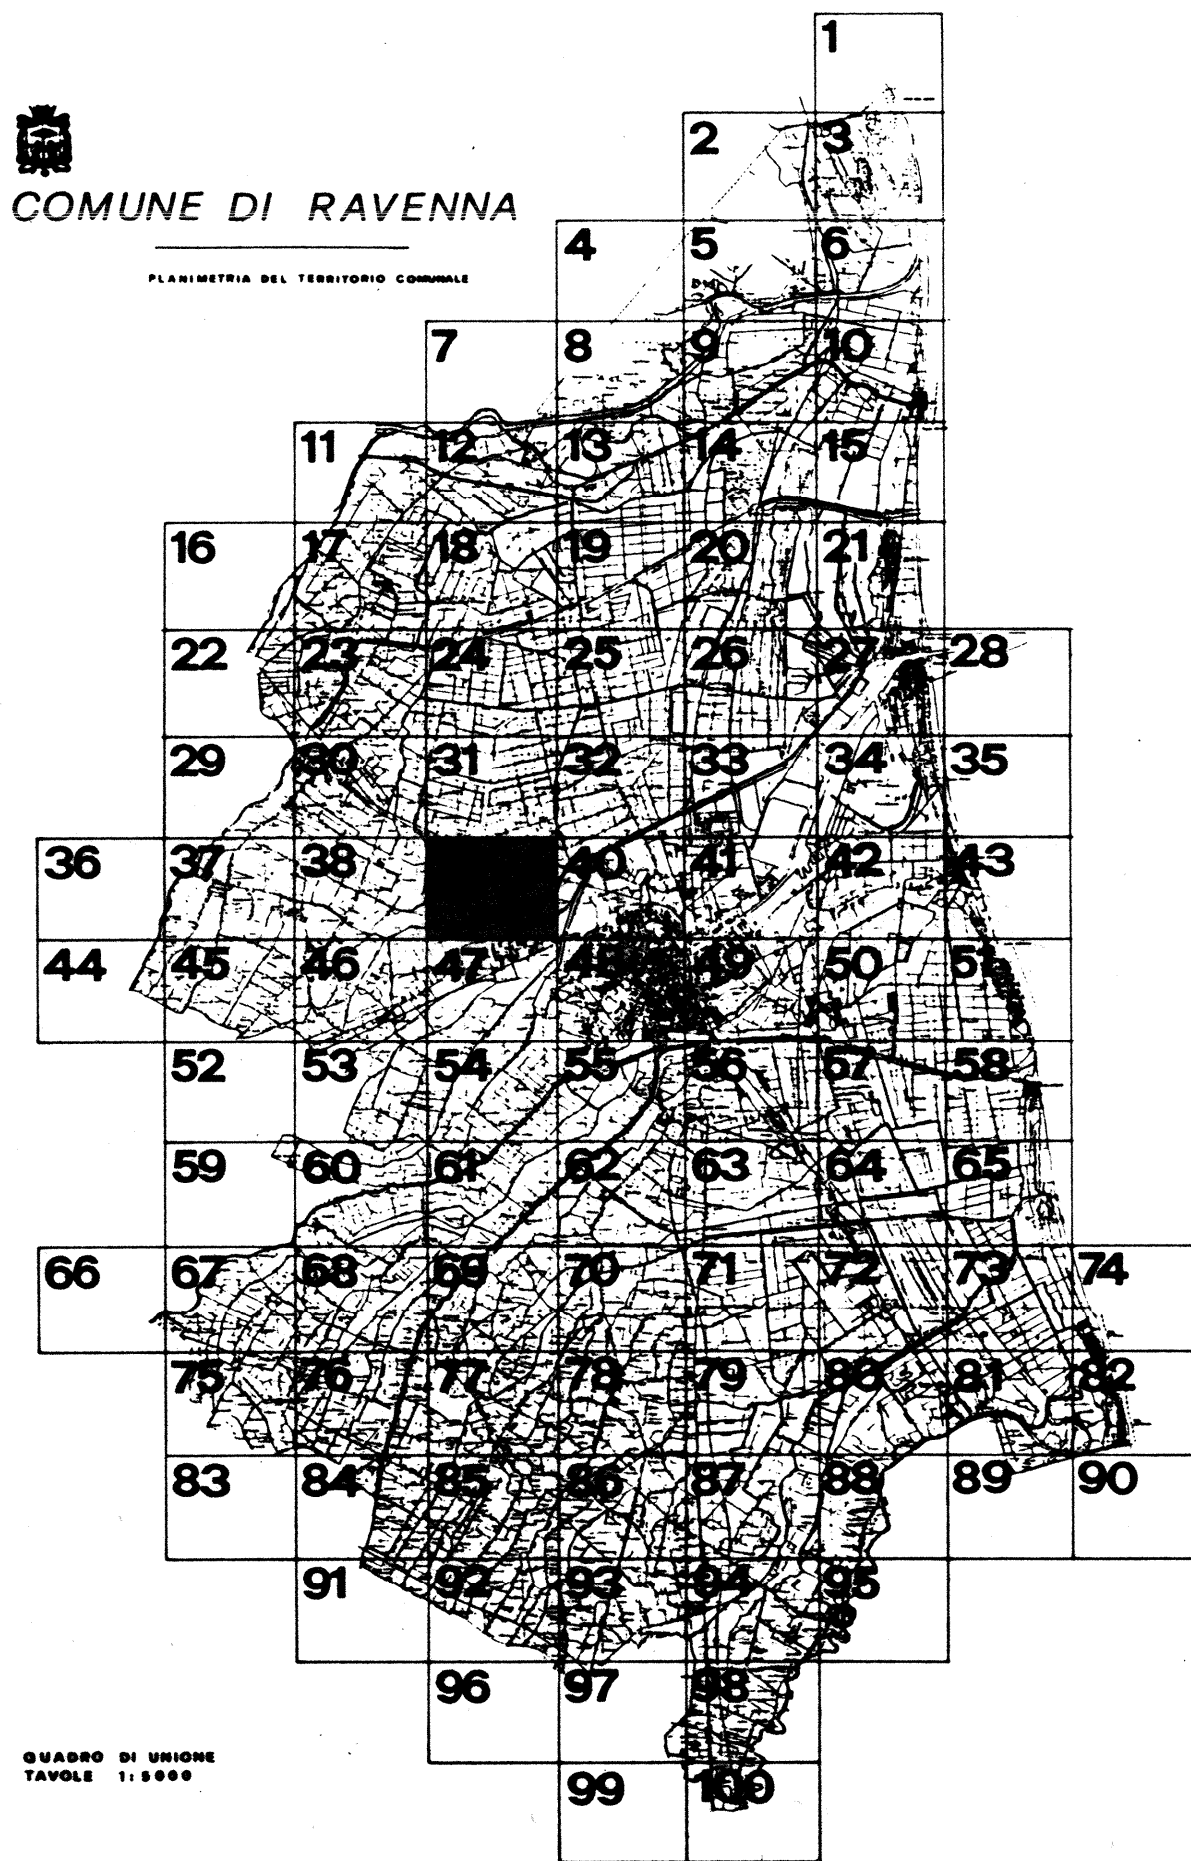 1
2 3
COMUNE DI RAVENNA
4 5 6
PLANIMETRIA DEL TERRITORIO COMUNALE
7 8 9 10
11 12 13 14 15
16 17 18 19 20 21
22 23 24 25 26 27 28
29 30 31 32 33 34 35
36 37 38 40 41 42 43
44 45 46 47 48 49 50 51
52 53 54 55 56 57 58
59 60 61 62 63 64 65
66 67 68 69 70 71 72 73 74
75 76 77 78 79 80 81 82
83 84 85 86 87 88 89 90
91 92 93 94 95
96 97 98
QUADRO DI UNIONE
TAVOLE 1:5000
99 100